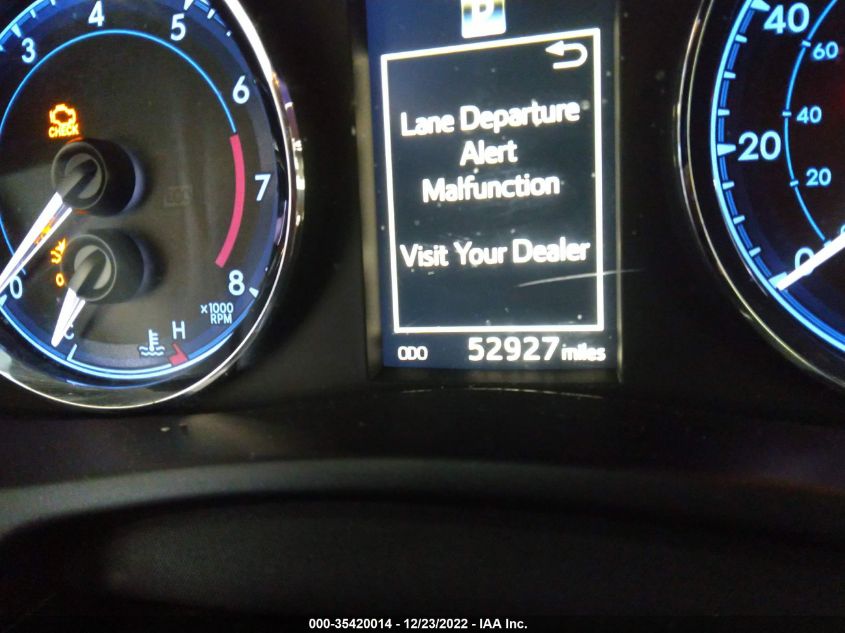 3 4 5 6 7 8
CHECK
0
x1000
RPM
C
H
Lane Departure
Alert
Malfunction
Visit Your Dealer
ODO 52927 miles
40
20
0
60
40
20
000-35420014 - 12/23/2022 - IAA Inc.